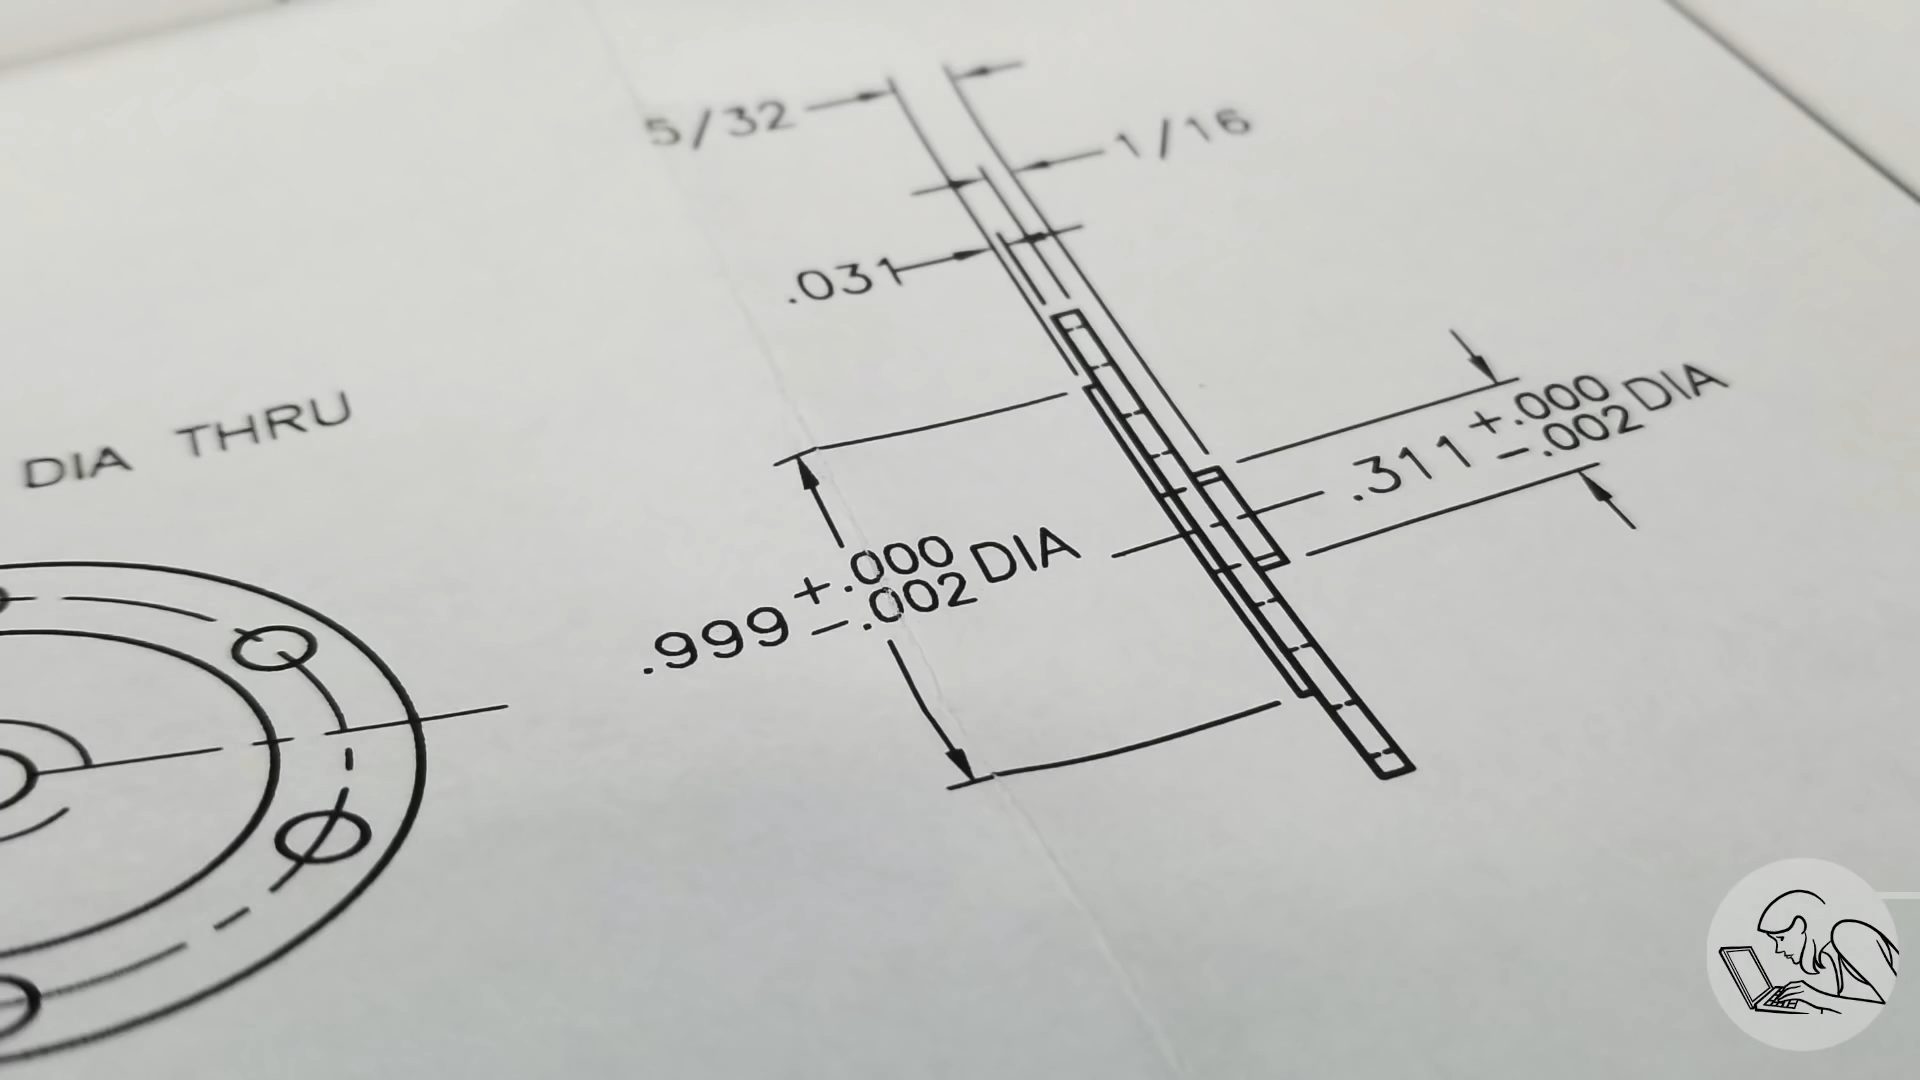 5/32
1/16
.031
DIA THRU
.311 +.000 DIA
-.002
.999 +.000 DIA
-.002